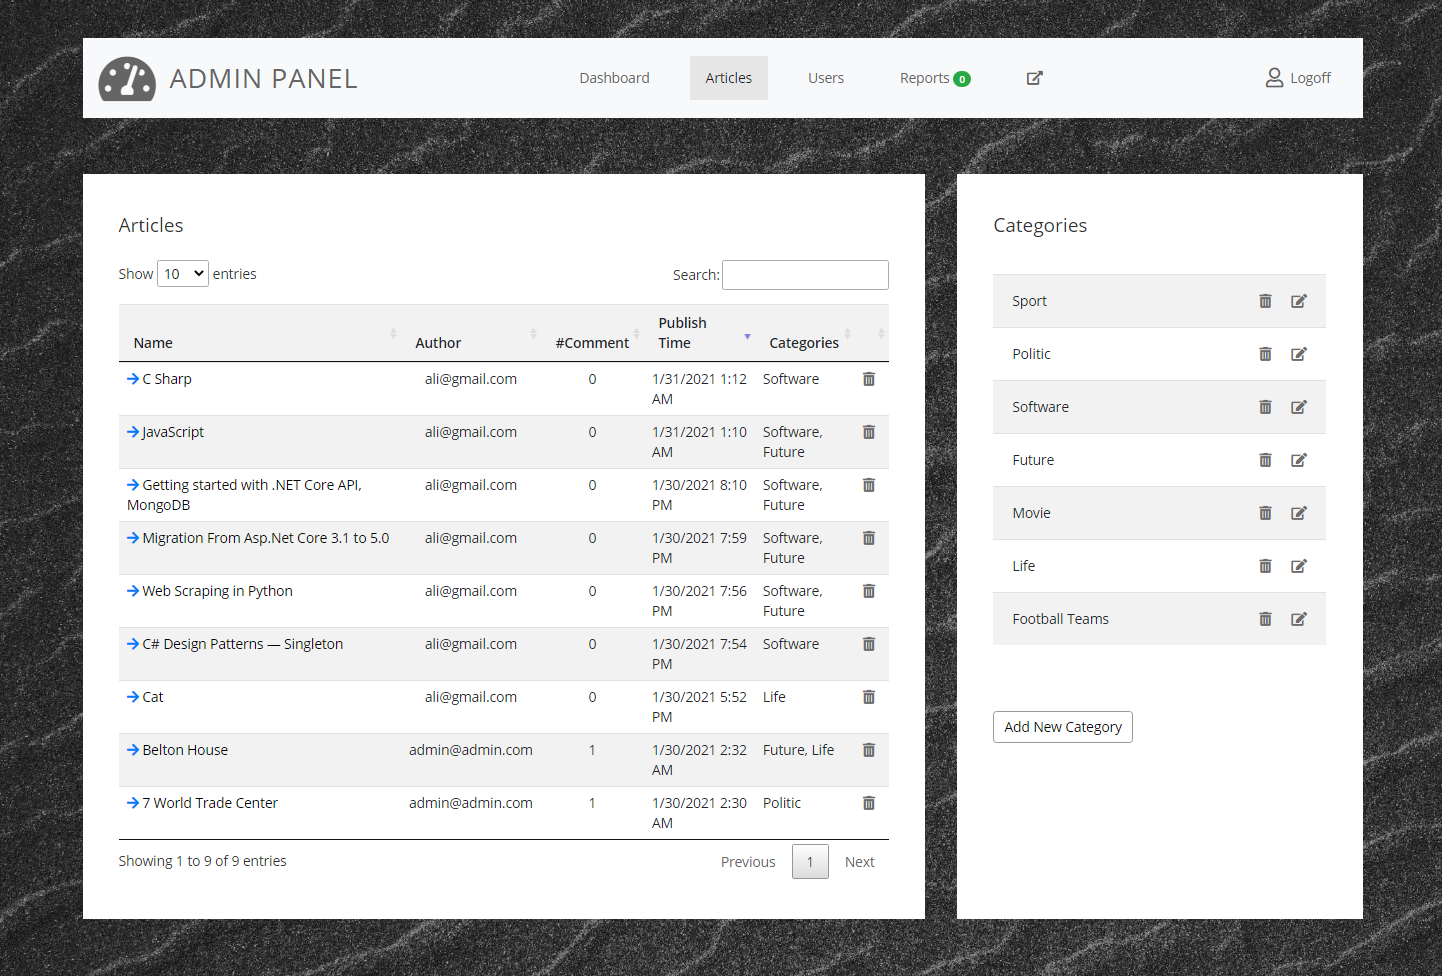 ADMIN PANEL
Dashboard
Articles
Users
Reports 0
Logoff
Articles
Show 10 entries
Search:
Name Author #Comment Publish Time Categories
C Sharp ali@gmail.com 0 1/31/2021 1:12 AM Software
JavaScript ali@gmail.com 0 1/31/2021 1:10 AM Software, Future
Getting started with .NET Core API, MongoDB ali@gmail.com 0 1/30/2021 8:10 PM Software, Future
Migration From Asp.Net Core 3.1 to 5.0 ali@gmail.com 0 1/30/2021 7:59 PM Software, Future
Web Scraping in Python ali@gmail.com 0 1/30/2021 7:56 PM Software, Future
C# Design Patterns — Singleton ali@gmail.com 0 1/30/2021 7:54 PM Software
Cat ali@gmail.com 0 1/30/2021 5:52 PM Life
Belton House admin@admin.com 1 1/30/2021 2:32 AM Future, Life
7 World Trade Center admin@admin.com 1 1/30/2021 2:30 AM Politic
Showing 1 to 9 of 9 entries
Previous 1 Next
Categories
Sport
Politic
Software
Future
Movie
Life
Football Teams
Add New Category